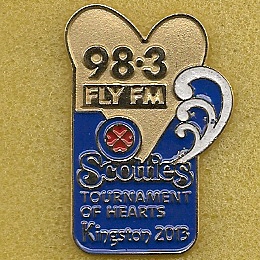 98.3
FLY FM
Scotties
TOURNAMENT
OF HEARTS
Kingston 2013